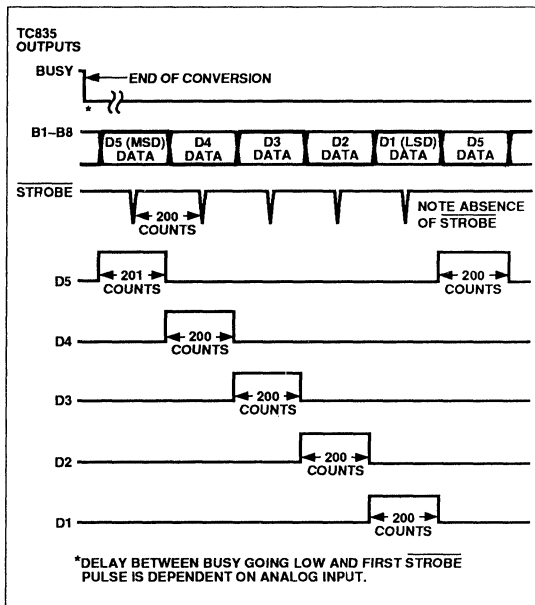 TC835
OUTPUTS
BUSY
END OF CONVERSION
*
B1–B8
D5 (MSD) DATA
D4 DATA
D3 DATA
D2 DATA
D1 (LSD) DATA
D5 DATA
STROBE
200 COUNTS
NOTE ABSENCE
OF STROBE
D5
201 COUNTS
200 COUNTS
D4
200 COUNTS
D3
200 COUNTS
D2
200 COUNTS
D1
200 COUNTS
*DELAY BETWEEN BUSY GOING LOW AND FIRST STROBE
PULSE IS DEPENDENT ON ANALOG INPUT.